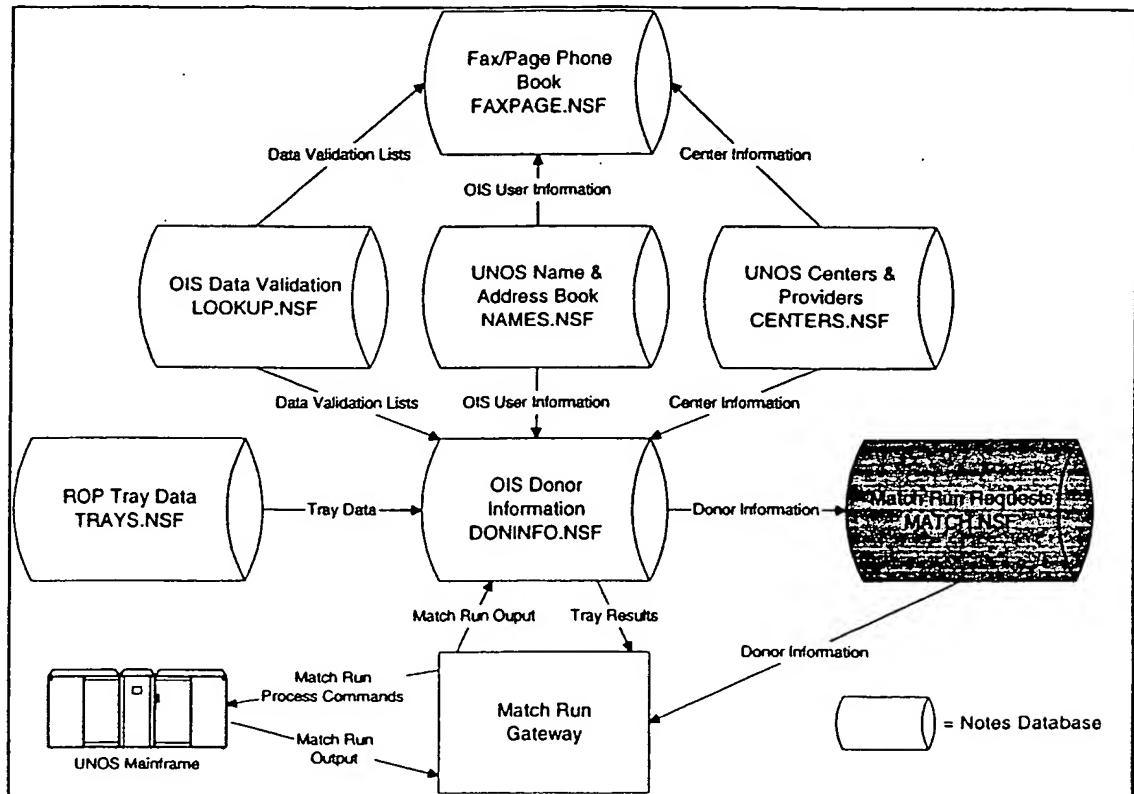 Fax/Page Phone
Book
FAXPAGE.NSF
Data Validation Lists
Center Information
OIS User Information
OIS Data Validation
LOOKUP.NSF
UNOS Name &
Address Book
NAMES.NSF
UNOS Centers &
Providers
CENTERS.NSF
Data Validation Lists
OIS User Information
Center Information
ROP Tray Data
TRAYS.NSF
Tray Data
OIS Donor
Information
DONINFO.NSF
Donor Information
Match Run Requests
MATCH.NSF
Match Run Ouput
Tray Results
Donor Information
Match Run
Process Commands
Match Run
Gateway
Match Run
Output
UNOS Mainframe
= Notes Database